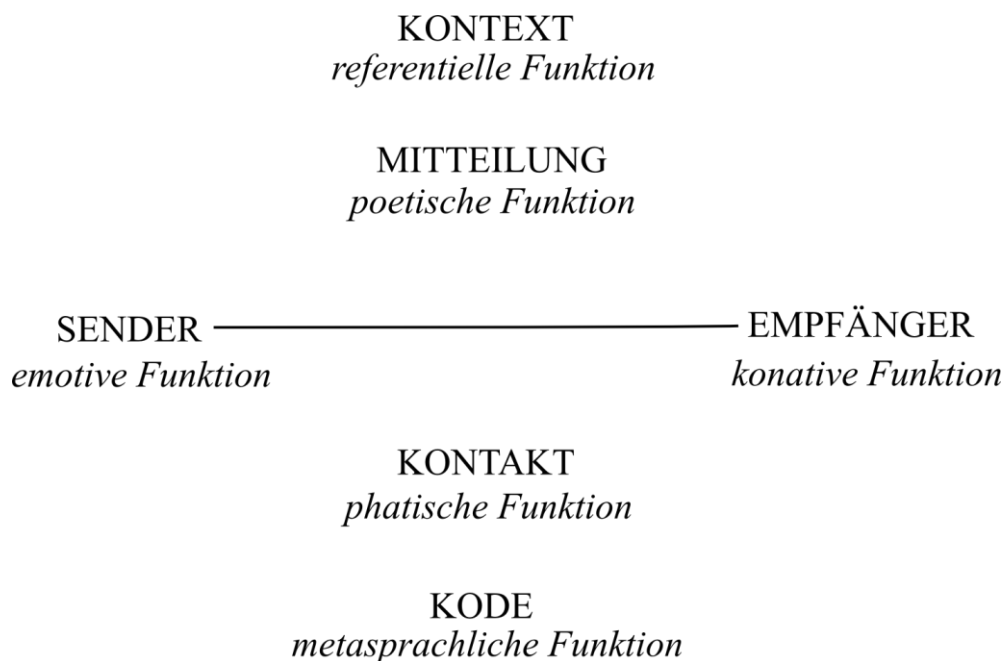 KONTEXT
referentielle Funktion
MITTEILUNG
poetische Funktion
SENDER
emotive Funktion
EMPFÄNGER
konative Funktion
KONTAKT
phatische Funktion
KODE
metasprachliche Funktion